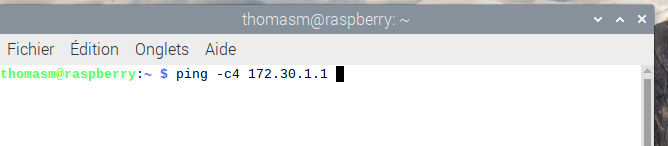 thomasm@raspberry: ~
Fichier Édition Onglets Aide
thomasm@raspberry:~ $ ping -c4 172.30.1.1